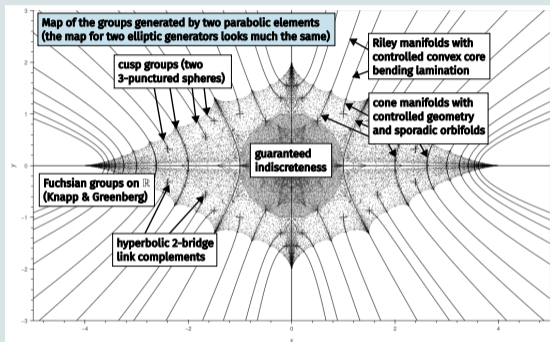 Map of the groups generated by two parabolic elements
(the map for two elliptic generators looks much the same)
cusp groups (two
3-punctured spheres)
Riley manifolds with
controlled convex core
bending lamination
cone manifolds with
controlled geometry
and sporadic orbifolds
guaranteed
indiscreteness
Fuchsian groups on ℝ
(Knapp & Greenberg)
hyperbolic 2-bridge
link complements
3
2
1
y
0
-1
-2
-3
-4
-2
0
2
4
x